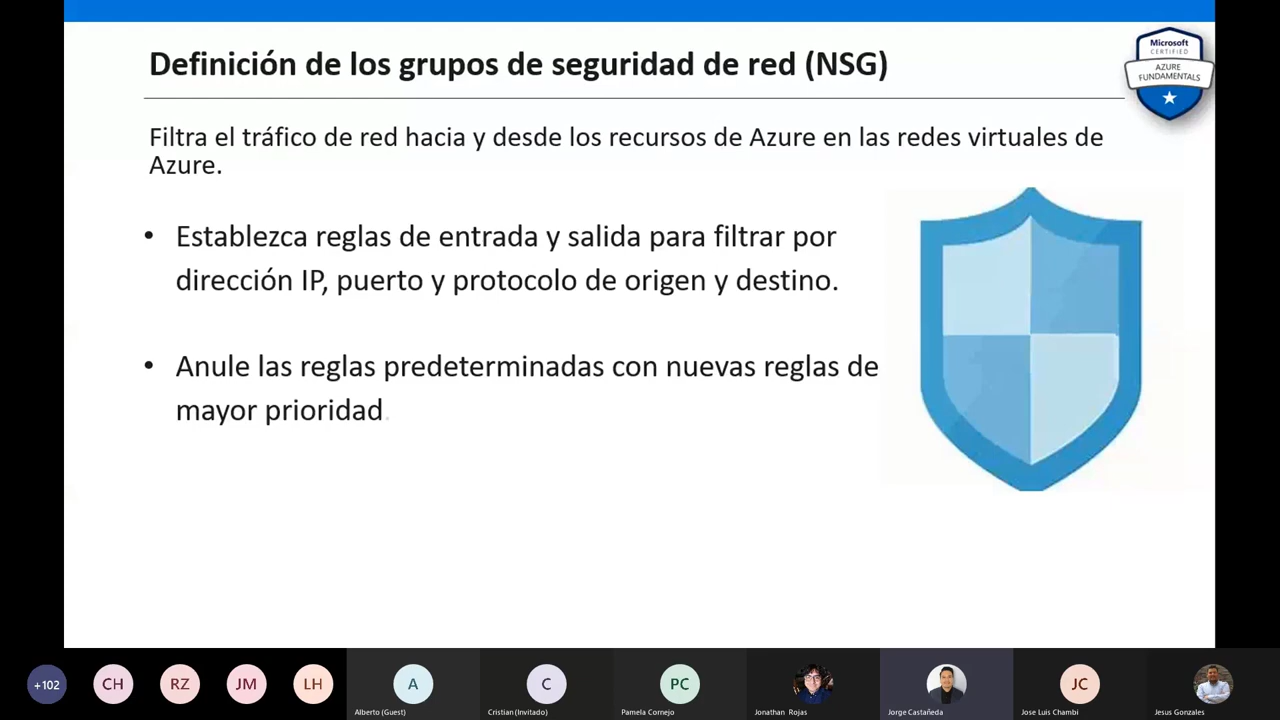 Definición de los grupos de seguridad de red (NSG)
Microsoft
CERTIFIED
AZURE
FUNDAMENTALS
Filtra el tráfico de red hacia y desde los recursos de Azure en las redes virtuales de
Azure.
• Establezca reglas de entrada y salida para filtrar por
dirección IP, puerto y protocolo de origen y destino.
• Anule las reglas predeterminadas con nuevas reglas de
mayor prioridad.
+102
CH
RZ
JM
LH
A
Alberto (Guest)
C
Cristian (Invitado)
PC
Pamela Cornejo
Jonathan Rojas
Jorge Castañeda
JC
Jose Luis Chambi
Jesus Gonzales